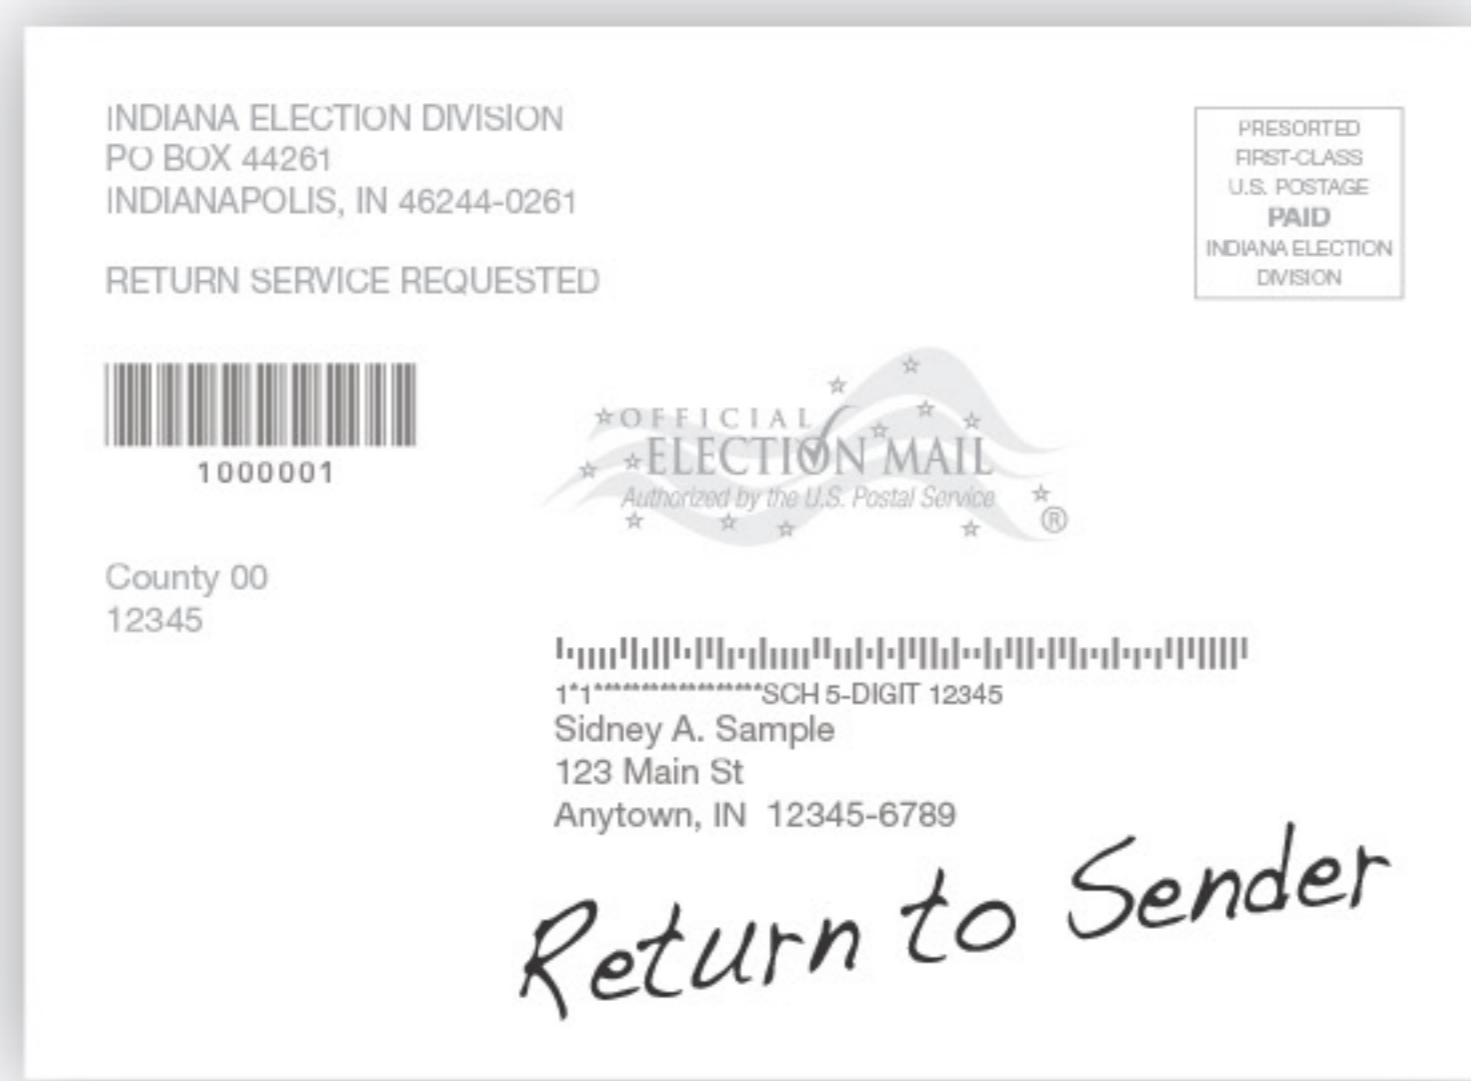 INDIANA ELECTION DIVISION
PO BOX 44261
INDIANAPOLIS, IN 46244-0261
RETURN SERVICE REQUESTED
PRESORTED
FIRST-CLASS
U.S. POSTAGE
PAID
INDIANA ELECTION
DIVISION
1000001
OFFICIAL
ELECTION MAIL
Authorized by the U.S. Postal Service
®
County 00
12345
1*1******************SCH 5-DIGIT 12345
Sidney A. Sample
123 Main St
Anytown, IN 12345-6789
Return to Sender